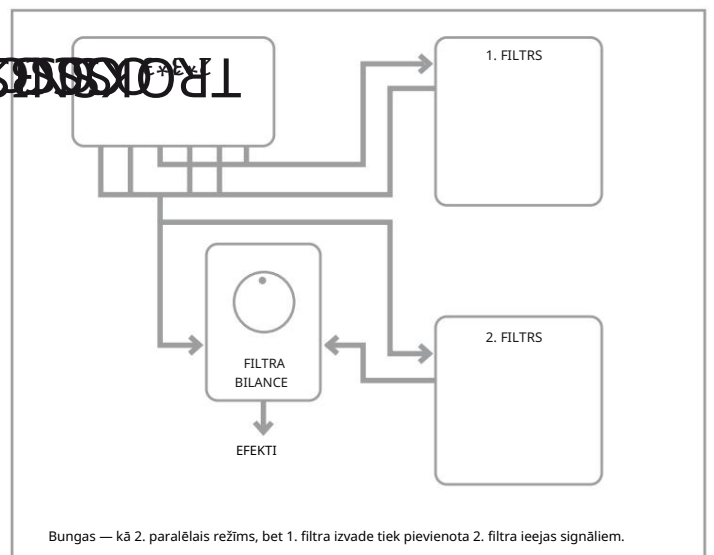 1. FILTRS
2. FILTRS
FILTRA
BILANCE
EFEKTI
Bungas — kā 2. paralēlais režīms, bet 1. filtra izvade tiek pievienota 2. filtra ieejas signāliem.